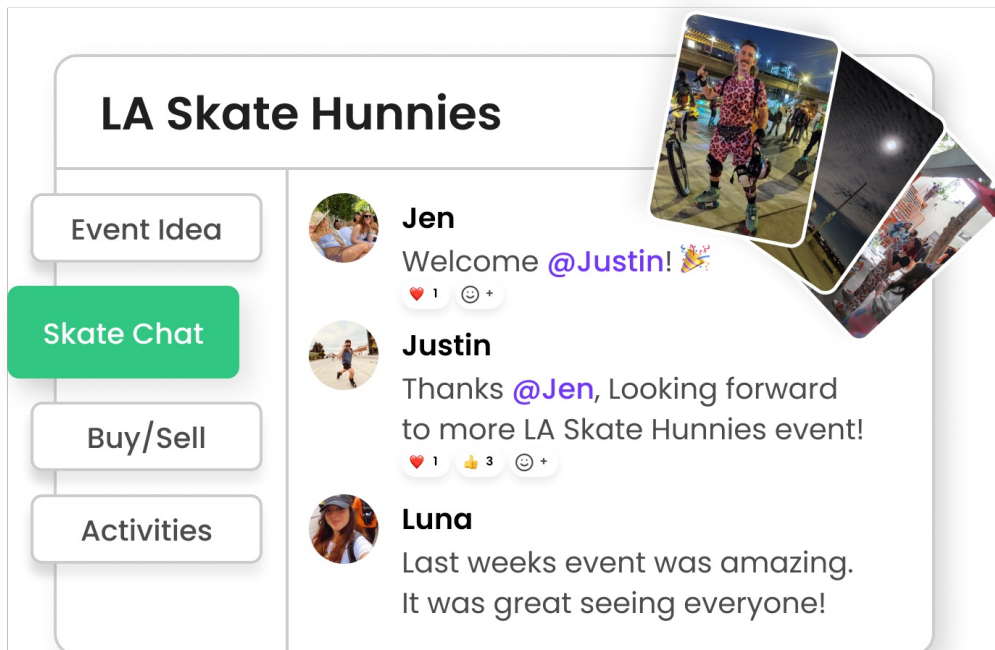 LA Skate Hunnies
Event Idea
Skate Chat
Buy/Sell
Activities
Jen
Welcome @Justin! 🎉
❤️ 1 +
Justin
Thanks @Jen, Looking forward
to more LA Skate Hunnies event!
❤️ 1 👍 3 +
Luna
Last weeks event was amazing.
It was great seeing everyone!